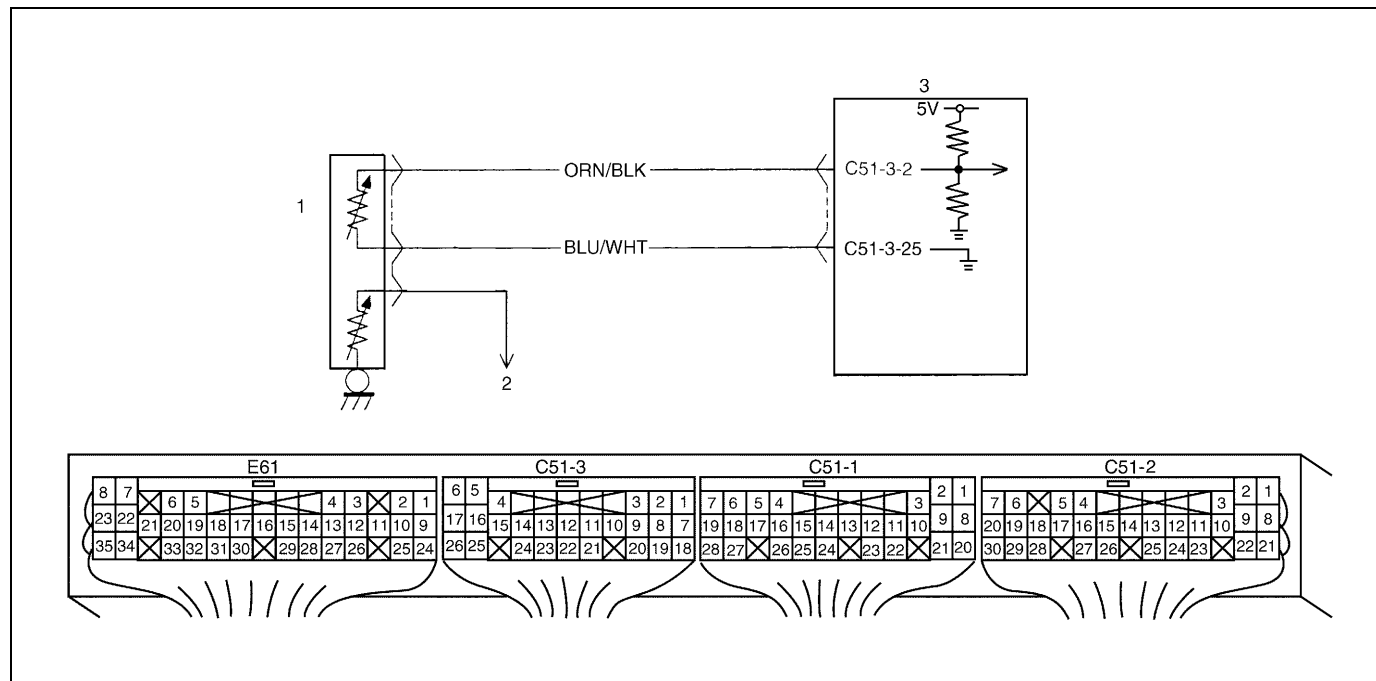 3
5V
ORN/BLK
C51-3-2
1
BLU/WHT
C51-3-25
2
E61 C51-3 C51-1 C51-2
8 7 6 5 4 3 2 1 6 5 4 3 2 1 7 6 5 4 3 2 1 7 6 5 4 3 2 1
23 22 21 20 19 18 17 16 15 14 13 12 11 10 9 17 16 15 14 13 12 11 10 9 8 7 19 18 17 16 15 14 13 12 11 10 9 8 20 19 18 17 16 15 14 13 12 11 10 9 8
35 34 33 32 31 30 29 28 27 26 25 24 26 25 24 23 22 21 20 19 18 28 27 26 25 24 23 22 21 20 30 29 28 27 26 25 24 23 22 21